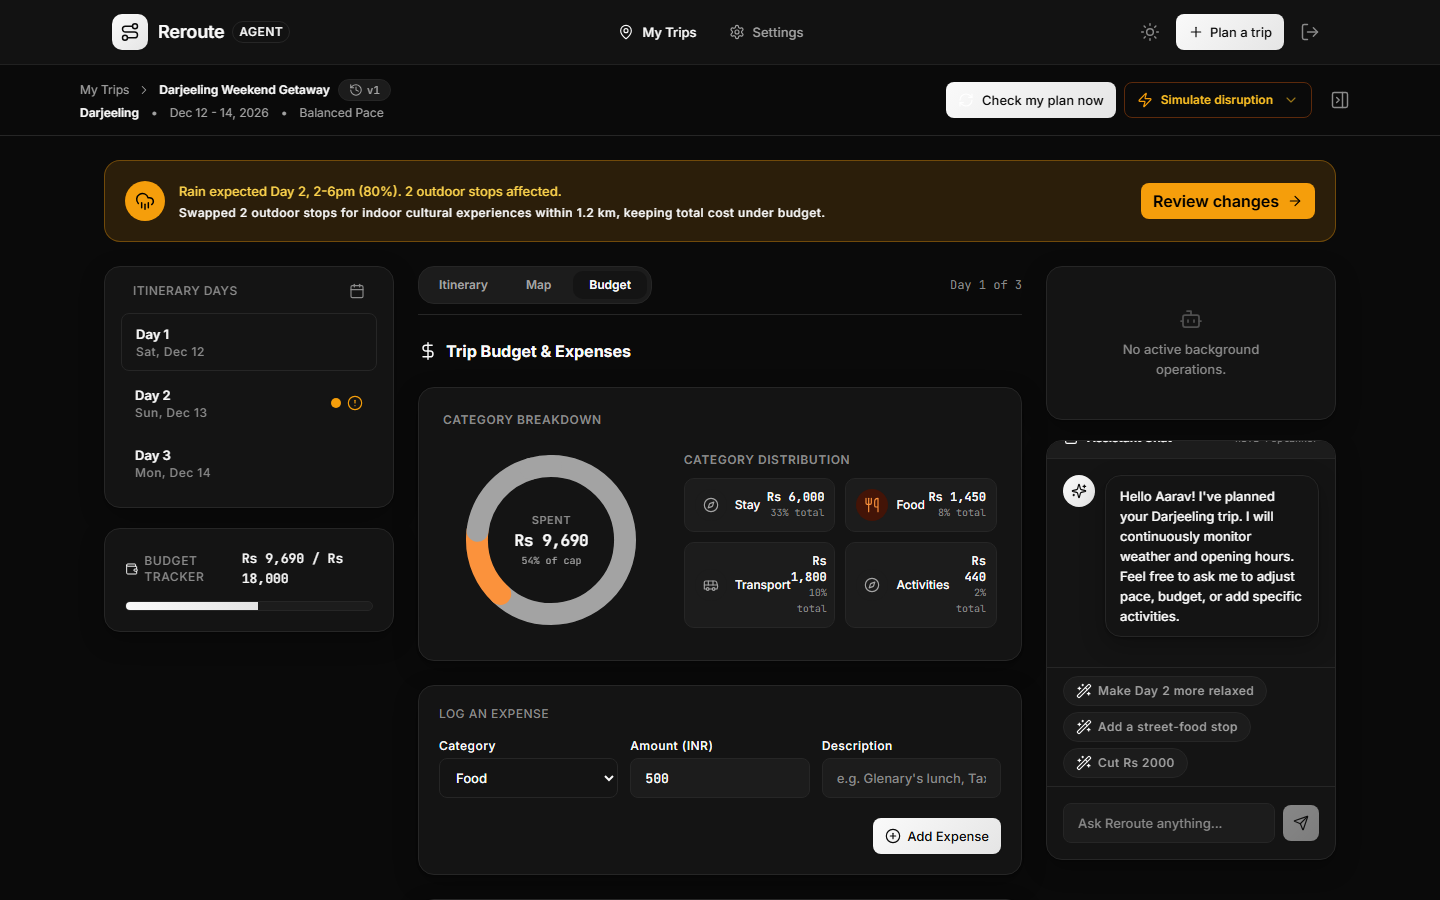 Reroute AGENT
My Trips
Settings
Plan a trip
My Trips > Darjeeling Weekend Getaway v1
Darjeeling • Dec 12 - 14, 2026 • Balanced Pace
Check my plan now
Simulate disruption
Rain expected Day 2, 2-6pm (80%). 2 outdoor stops affected.
Swapped 2 outdoor stops for indoor cultural experiences within 1.2 km, keeping total cost under budget.
Review changes
ITINERARY DAYS
Day 1
Sat, Dec 12
Day 2
Sun, Dec 13
Day 3
Mon, Dec 14
BUDGET
TRACKER
Rs 9,690 / Rs
18,000
Itinerary
Map
Budget
Day 1 of 3
Trip Budget & Expenses
CATEGORY BREAKDOWN
SPENT
Rs 9,690
54% of cap
CATEGORY DISTRIBUTION
Stay
Rs 6,000
33% total
Food
Rs 1,450
8% total
Transport
Rs
1,800
10%
total
Activities
Rs
440
2%
total
LOG AN EXPENSE
Category
Food
Amount (INR)
500
Description
e.g. Glenary's lunch, Tax
Add Expense
No active background
operations.
Hello Aarav! I've planned
your Darjeeling trip. I will
continuously monitor
weather and opening hours.
Feel free to ask me to adjust
pace, budget, or add specific
activities.
Make Day 2 more relaxed
Add a street-food stop
Cut Rs 2000
Ask Reroute anything...